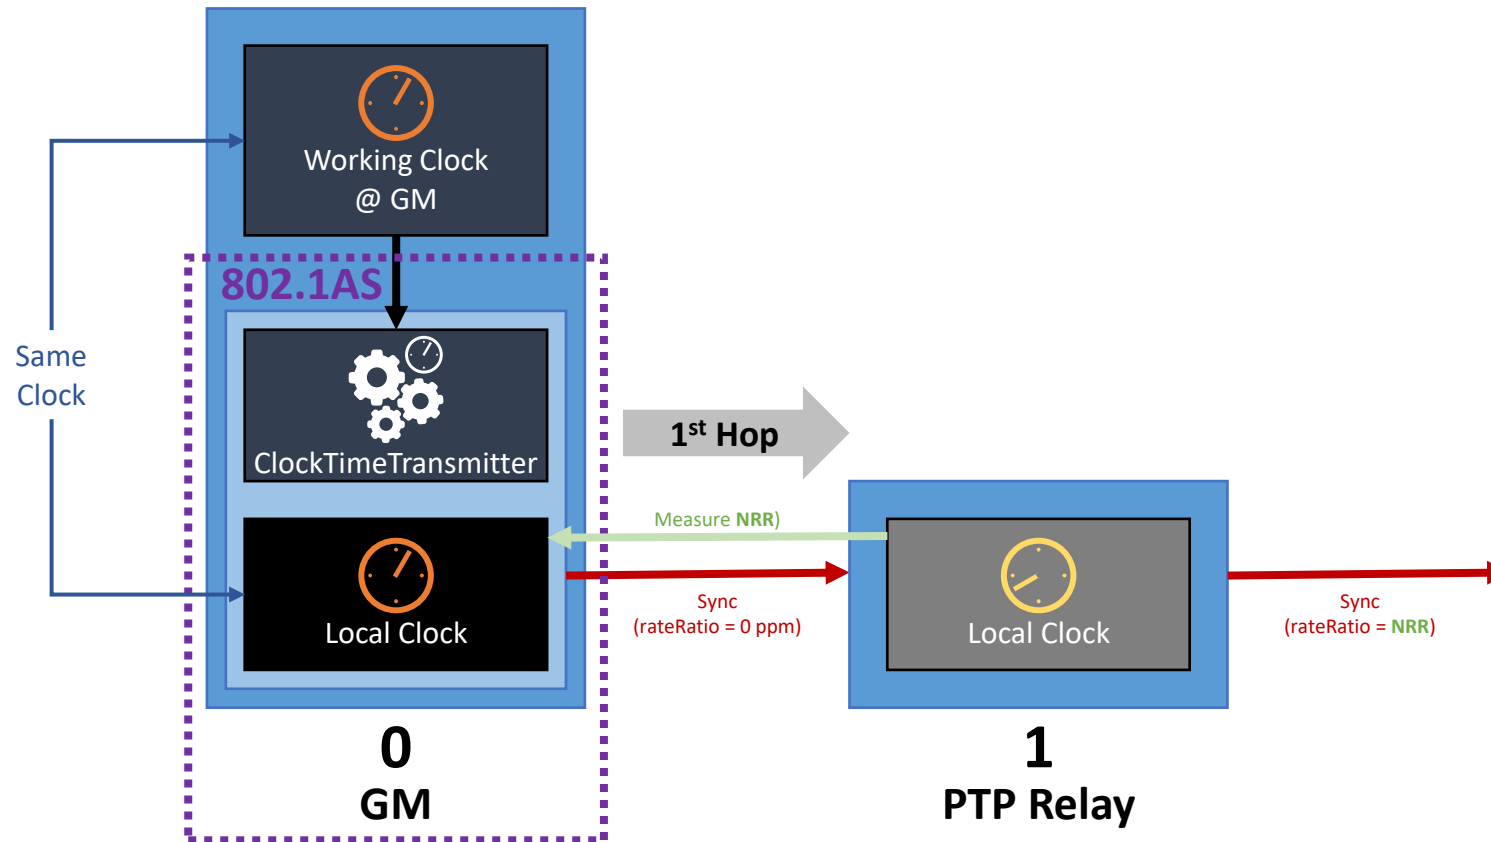 Working Clock
@ GM
802.1AS
Same
Clock
ClockTimeTransmitter
1st Hop
Measure NRR)
Local Clock
Sync
(rateRatio = 0 ppm)
Local Clock
Sync
(rateRatio = NRR)
0
GM
1
PTP Relay